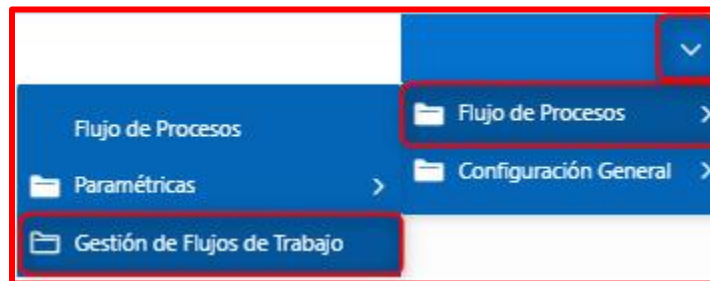 Flujo de Procesos
Paramétricas
Gestión de Flujos de Trabajo
Flujo de Procesos
Configuración General